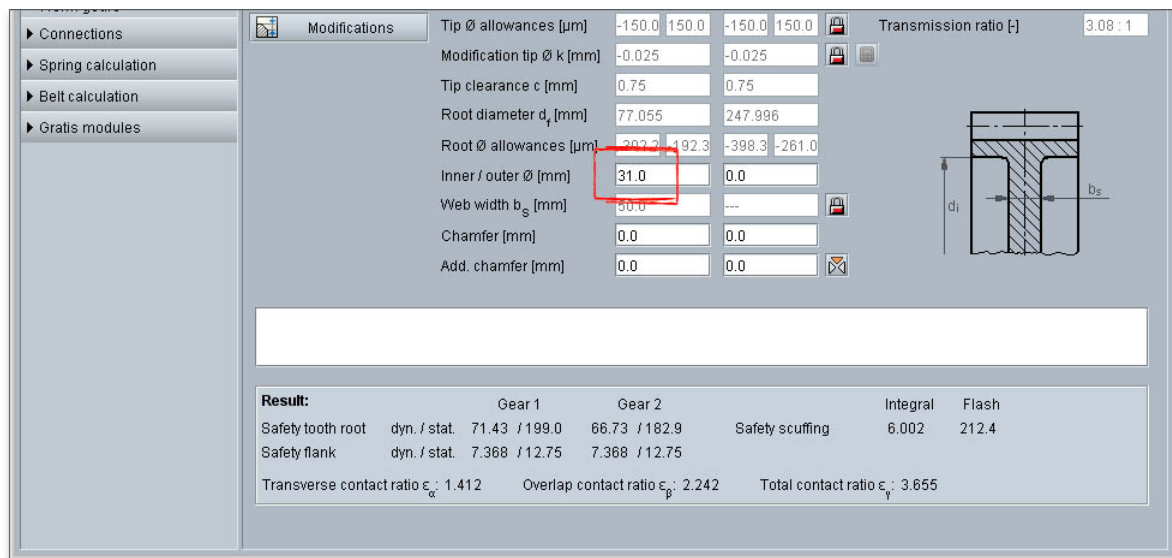 Connections
Spring calculation
Belt calculation
Gratis modules
Modifications Tip Ø allowances [µm] -150.0 150.0 -150.0 150.0 Transmission ratio [-] 3.08 : 1
Modification tip Ø k [mm] -0.025 -0.025
Tip clearance c [mm] 0.75 0.75
Root diameter df [mm] 77.055 247.996
Root Ø allowances [µm] -192.3 -398.3 -261.0
Inner / outer Ø [mm] 31.0 0.0
Web width bS [mm] 50.0 ---
Chamfer [mm] 0.0 0.0
Add. chamfer [mm] 0.0 0.0
di
bs
Result: Gear 1 Gear 2 Integral Flash
Safety tooth root dyn. / stat. 71.43 / 199.0 66.73 / 182.9 Safety scuffing 6.002 212.4
Safety flank dyn. / stat. 7.368 / 12.75 7.368 / 12.75
Transverse contact ratio εα: 1.412 Overlap contact ratio εβ: 2.242 Total contact ratio εγ: 3.655